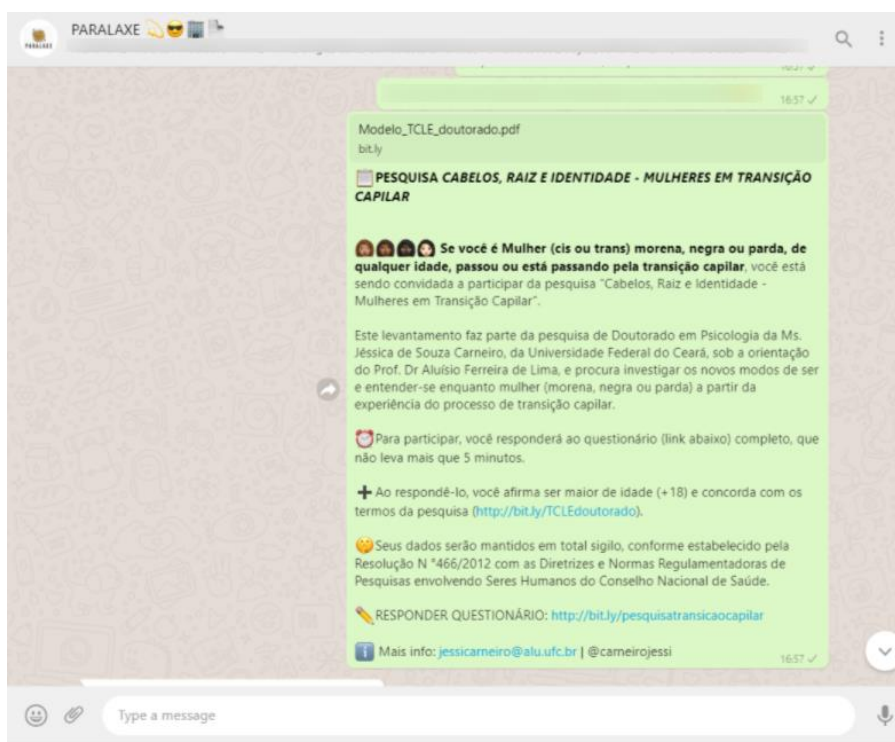 PARALAXE
PARALAXE
16:57
16:57
Modelo_TCLE_doutorado.pdf
bit.ly
PESQUISA CABELOS, RAIZ E IDENTIDADE - MULHERES EM TRANSIÇÃO
CAPILAR
Se você é Mulher (cis ou trans) morena, negra ou parda, de
qualquer idade, passou ou está passando pela transição capilar, você está
sendo convidada a participar da pesquisa "Cabelos, Raiz e Identidade -
Mulheres em Transição Capilar".
Este levantamento faz parte da pesquisa de Doutorado em Psicologia da Ms.
Jéssica de Souza Carneiro, da Universidade Federal do Ceará, sob a orientação
do Prof. Dr Aluísio Ferreira de Lima, e procura investigar os novos modos de ser
e entender-se enquanto mulher (morena, negra ou parda) a partir da
experiência do processo de transição capilar.
Para participar, você responderá ao questionário (link abaixo) completo, que
não leva mais que 5 minutos.
Ao respondê-lo, você afirma ser maior de idade (+18) e concorda com os
termos da pesquisa (http://bit.ly/TCLEdoutorado).
Seus dados serão mantidos em total sigilo, conforme estabelecido pela
Resolução N °466/2012 com as Diretrizes e Normas Regulamentadoras de
Pesquisas envolvendo Seres Humanos do Conselho Nacional de Saúde.
RESPONDER QUESTIONÁRIO: http://bit.ly/pesquisatransicaocapilar
Mais info: jessicarneiro@alu.ufc.br | @carneirojessi
16:57
Type a message